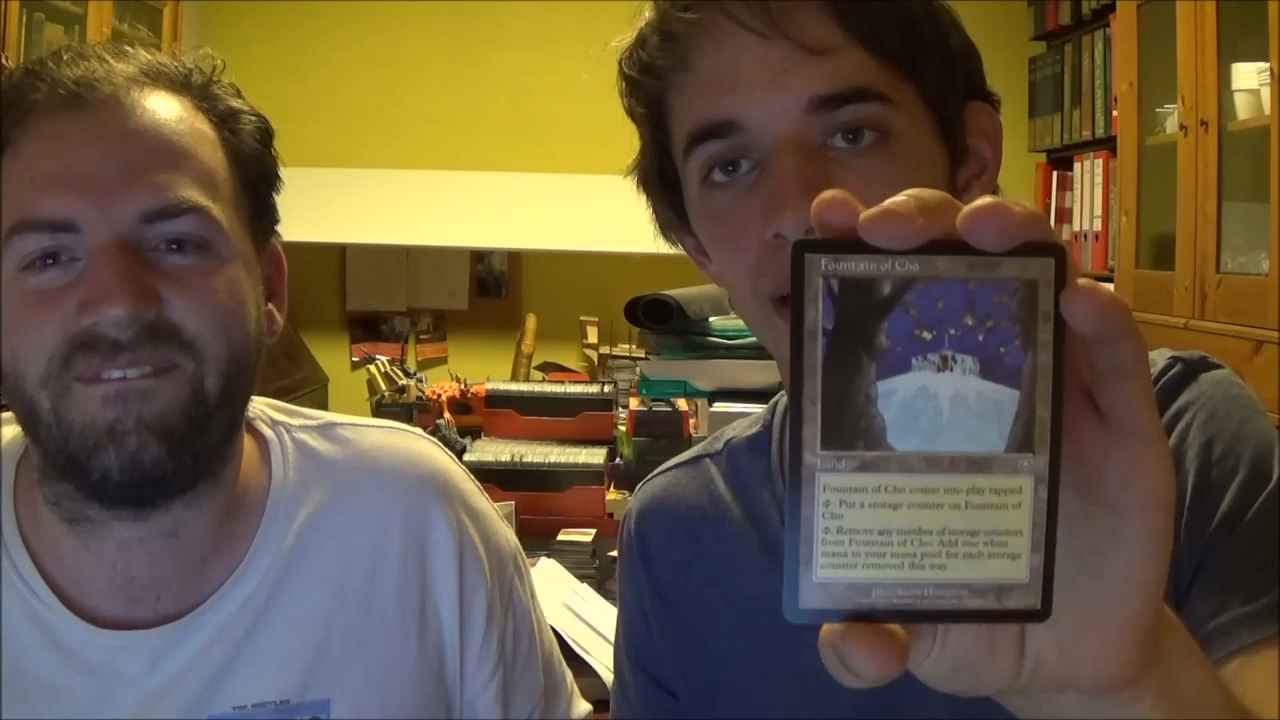 Fountain of Cho
Land
Fountain of Cho comes into play tapped.
: Put a storage counter on Fountain of
Cho.
, Remove any number of storage counters
from Fountain of Cho: Add one white
mana to your mana pool for each storage
counter removed this way.